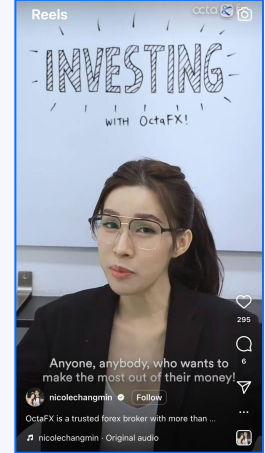 Reels
octa
INVESTING
WITH OctaFX!
295
6
Anyone, anybody, who wants to
make the most out of their money!
nicolechangmin
Follow
OctaFX is a trusted forex broker with more than ...
nicolechangmin · Original audio